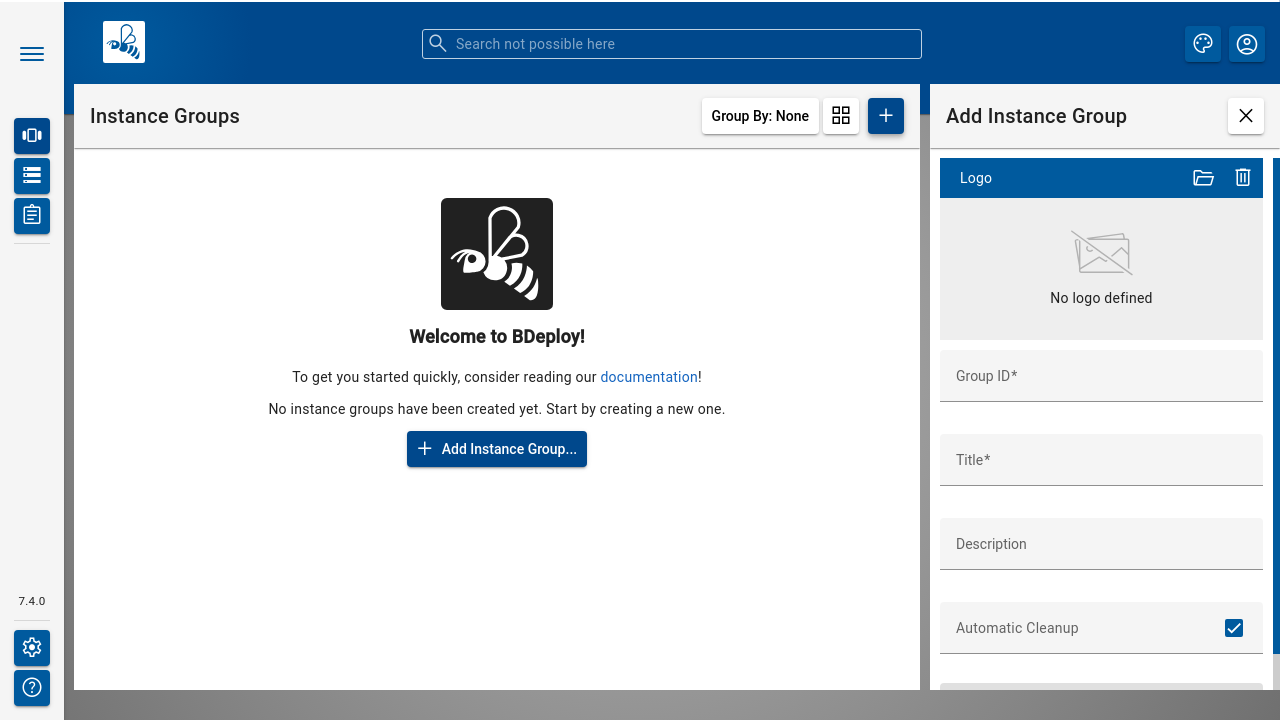 Search not possible here
Instance Groups
Group By: None
Add Instance Group
Logo
No logo defined
Welcome to BDeploy!
To get you started quickly, consider reading our documentation!
No instance groups have been created yet. Start by creating a new one.
Add Instance Group...
Group ID*
Title*
Description
Automatic Cleanup
7.4.0